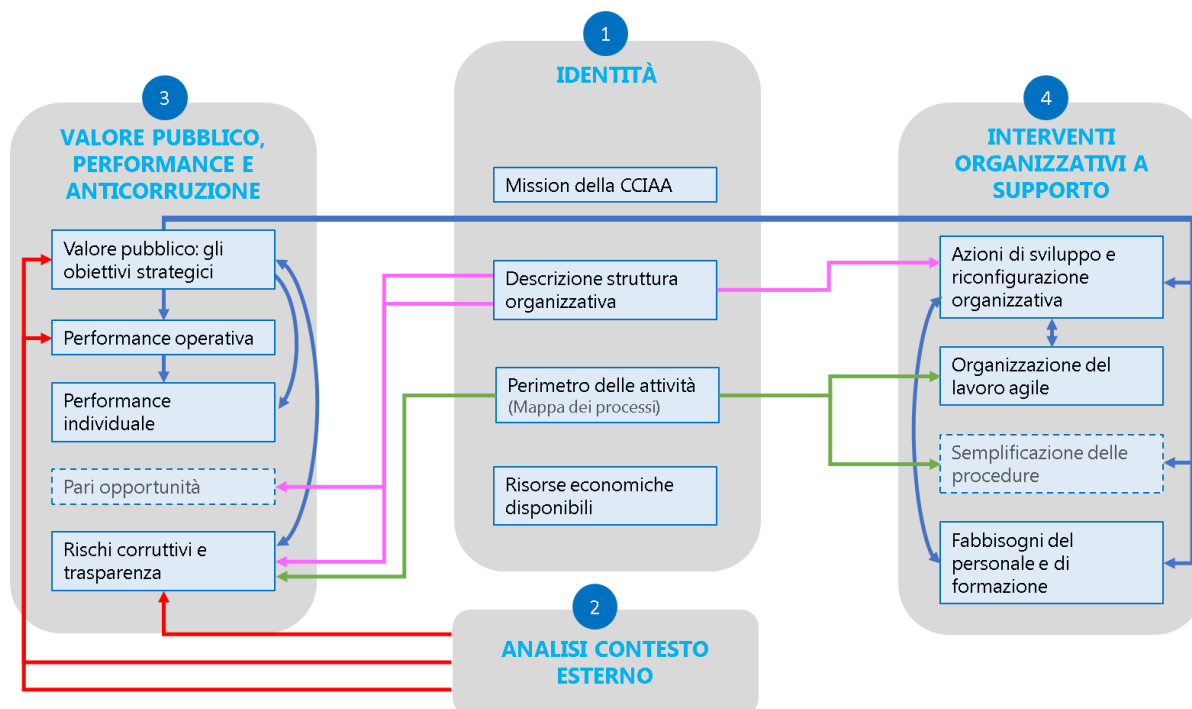 1
IDENTITÀ
Mission della CCIAA
Descrizione struttura
organizzativa
Perimetro delle attività
(Mappa dei processi)
Risorse economiche
disponibili
2
ANALISI CONTESTO
ESTERNO
3
VALORE PUBBLICO,
PERFORMANCE E
ANTICORRUZIONE
Valore pubblico: gli
obiettivi strategici
Performance operativa
Performance
individuale
Pari opportunità
Rischi corruttivi e
trasparenza
4
INTERVENTI
ORGANIZZATIVI A
SUPPORTO
Azioni di sviluppo e
riconfigurazione
organizzativa
Organizzazione del
lavoro agile
Semplificazione delle
procedure
Fabbisogni del
personale e di
formazione